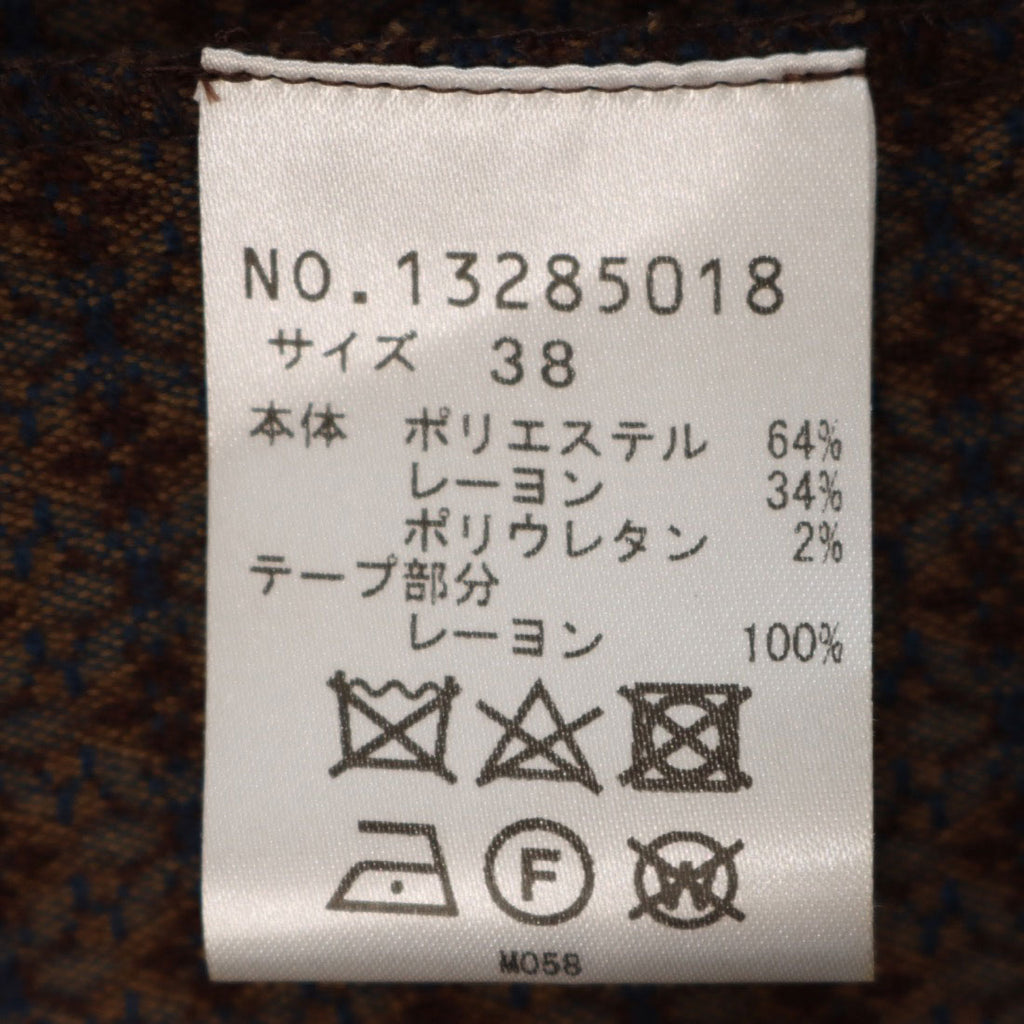 NO.13285018
サイズ 38
本体 ポリエステル 64%
レーヨン 34%
ポリウレタン 2%
テープ部分
レーヨン 100%
F
W
M058